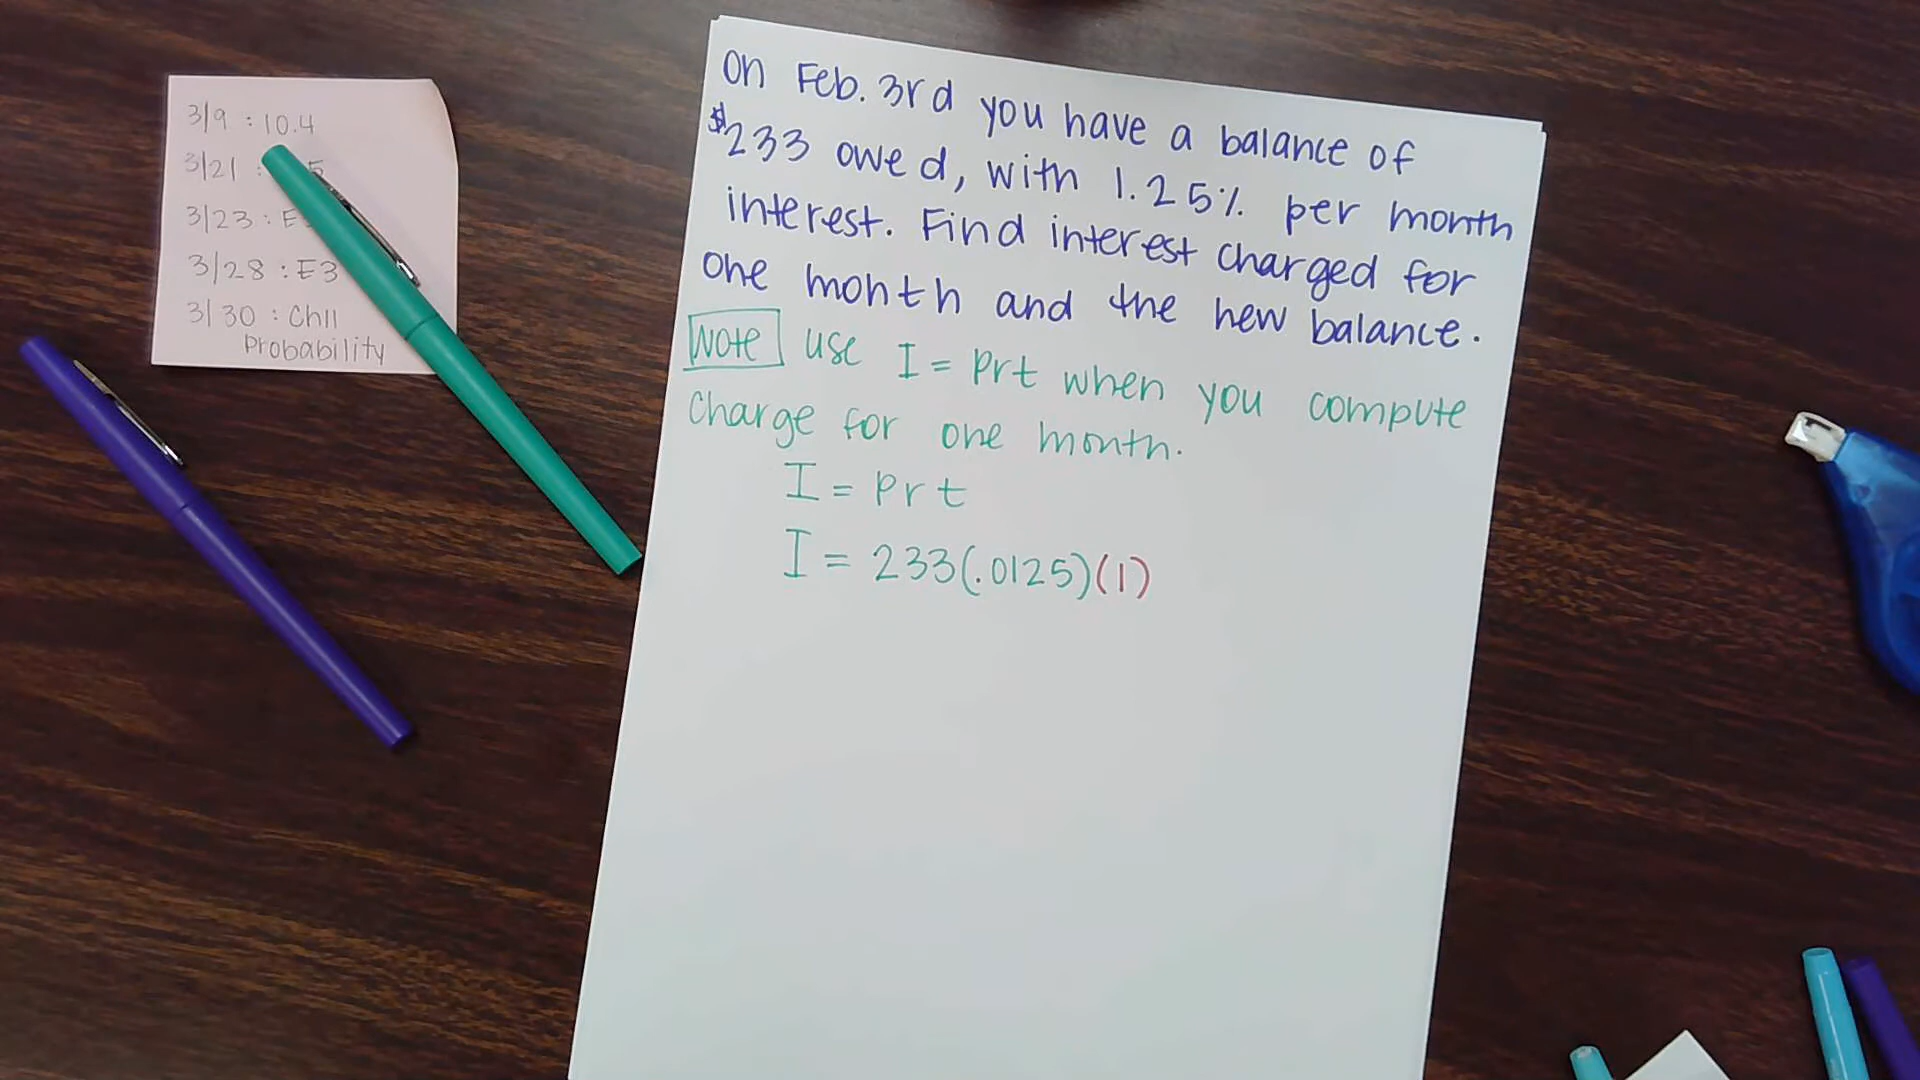 3/9 : 10.4
3/21 : 5
3/23 : E
3/28 : E3
3/30 : Ch11
Probability
On Feb. 3rd you have a balance of
$233 owed, with 1.25% per month
interest. Find interest charged for
one month and the new balance.
Note use I = Prt when you compute
charge for one month.
I = Prt
I = 233(.0125)(1)